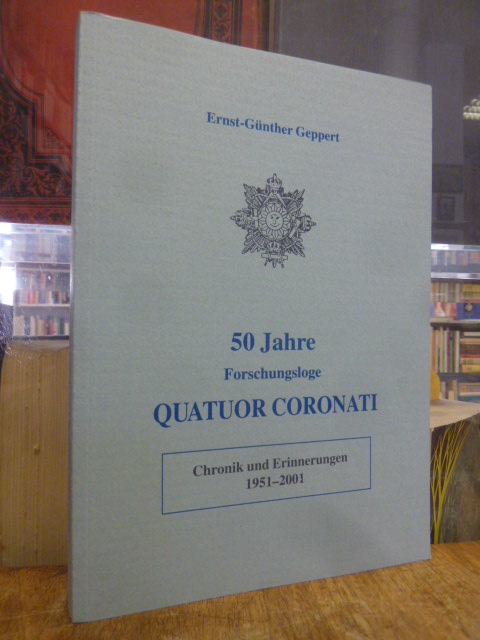 Ernst-Günther Geppert
50 Jahre
Forschungsloge
QUATUOR CORONATI
Chronik und Erinnerungen
1951–2001